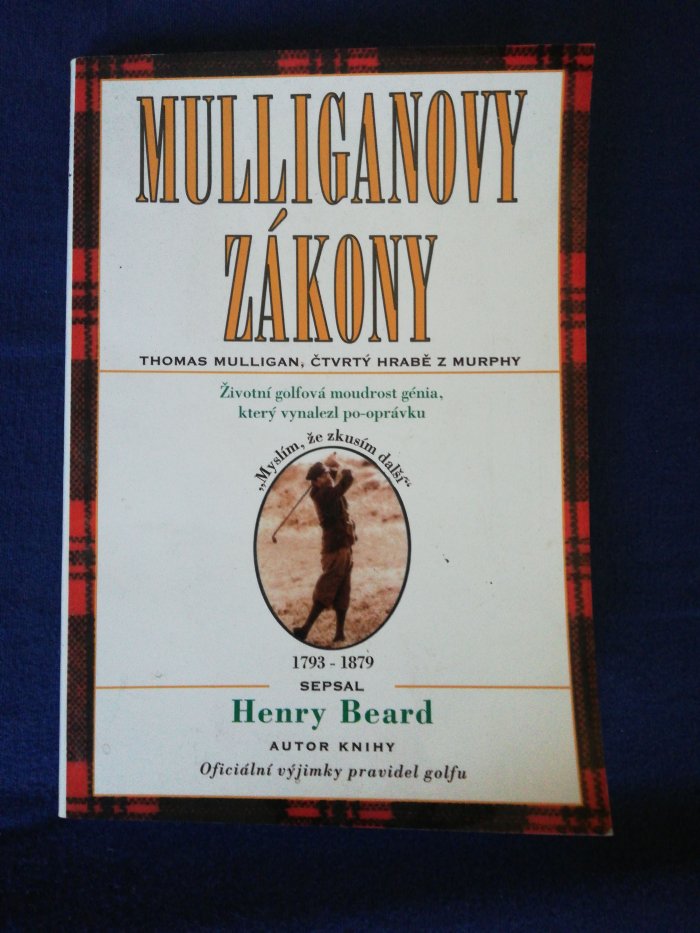 MULLIGANOVY
ZÁKONY
THOMAS MULLIGAN, ČTVRTÝ HRABĚ Z MURPHY
Životní golfová moudrost génia,
který vynalezl po-oprávku
„Myslím, že zkusím další“
1793 - 1879
SEPSAL
Henry Beard
AUTOR KNIHY
Oficiální výjimky pravidel golfu